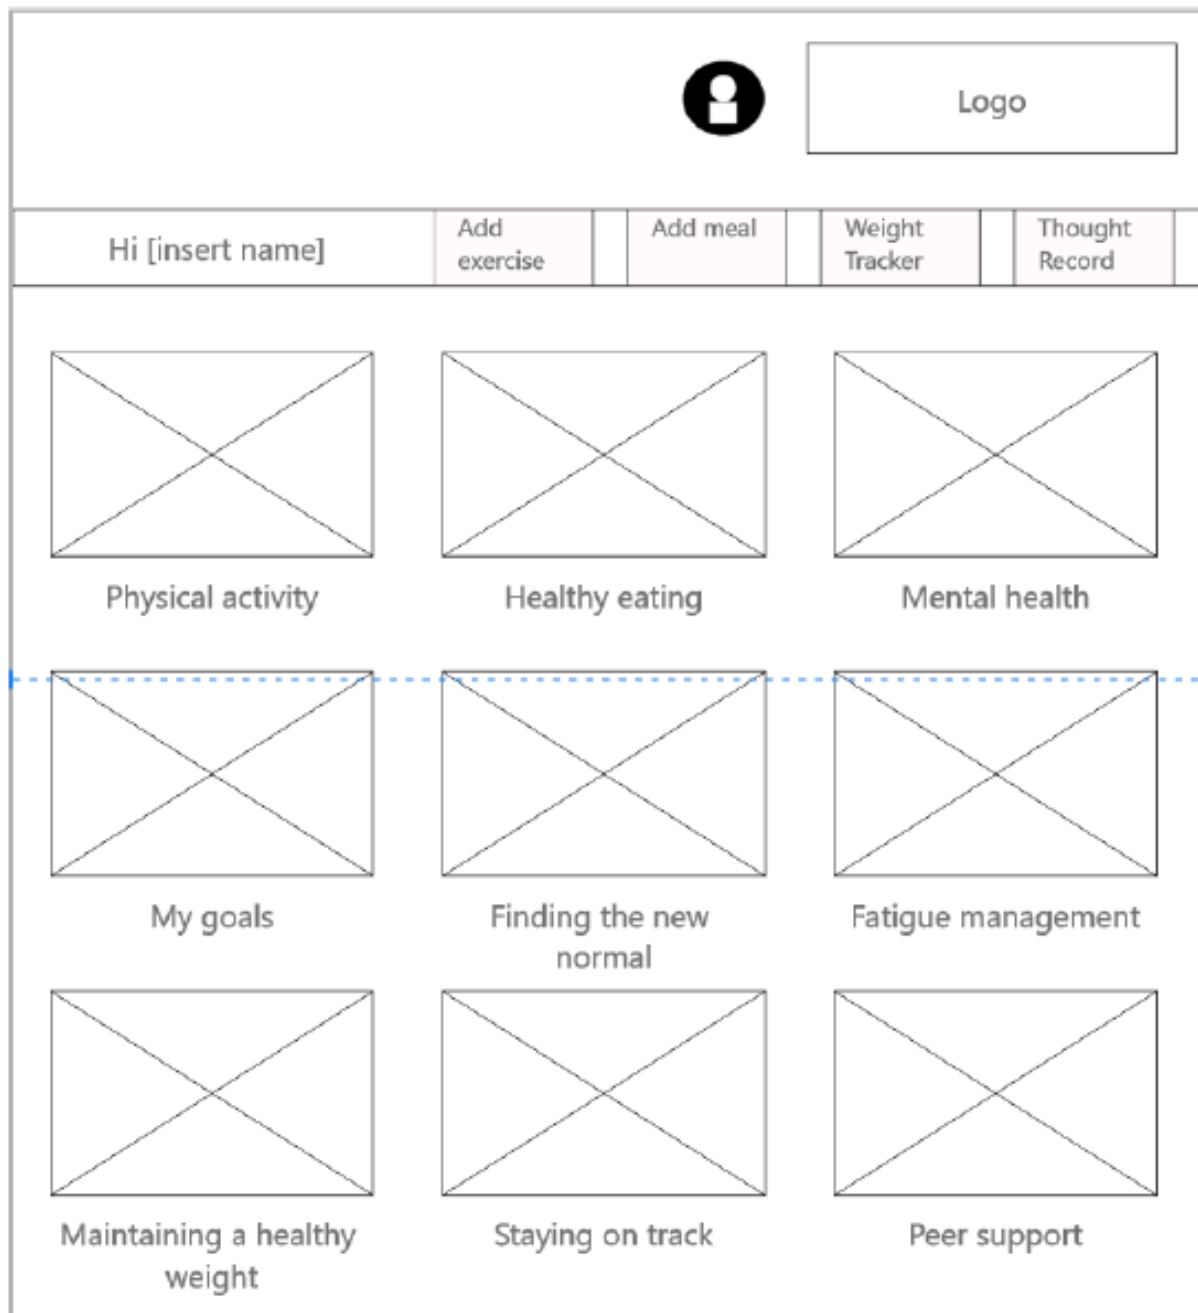 Logo
Hi [insert name]
Add
exercise
Add meal
Weight
Tracker
Thought
Record
Physical activity
Healthy eating
Mental health
My goals
Finding the new
normal
Fatigue management
Maintaining a healthy
weight
Staying on track
Peer support